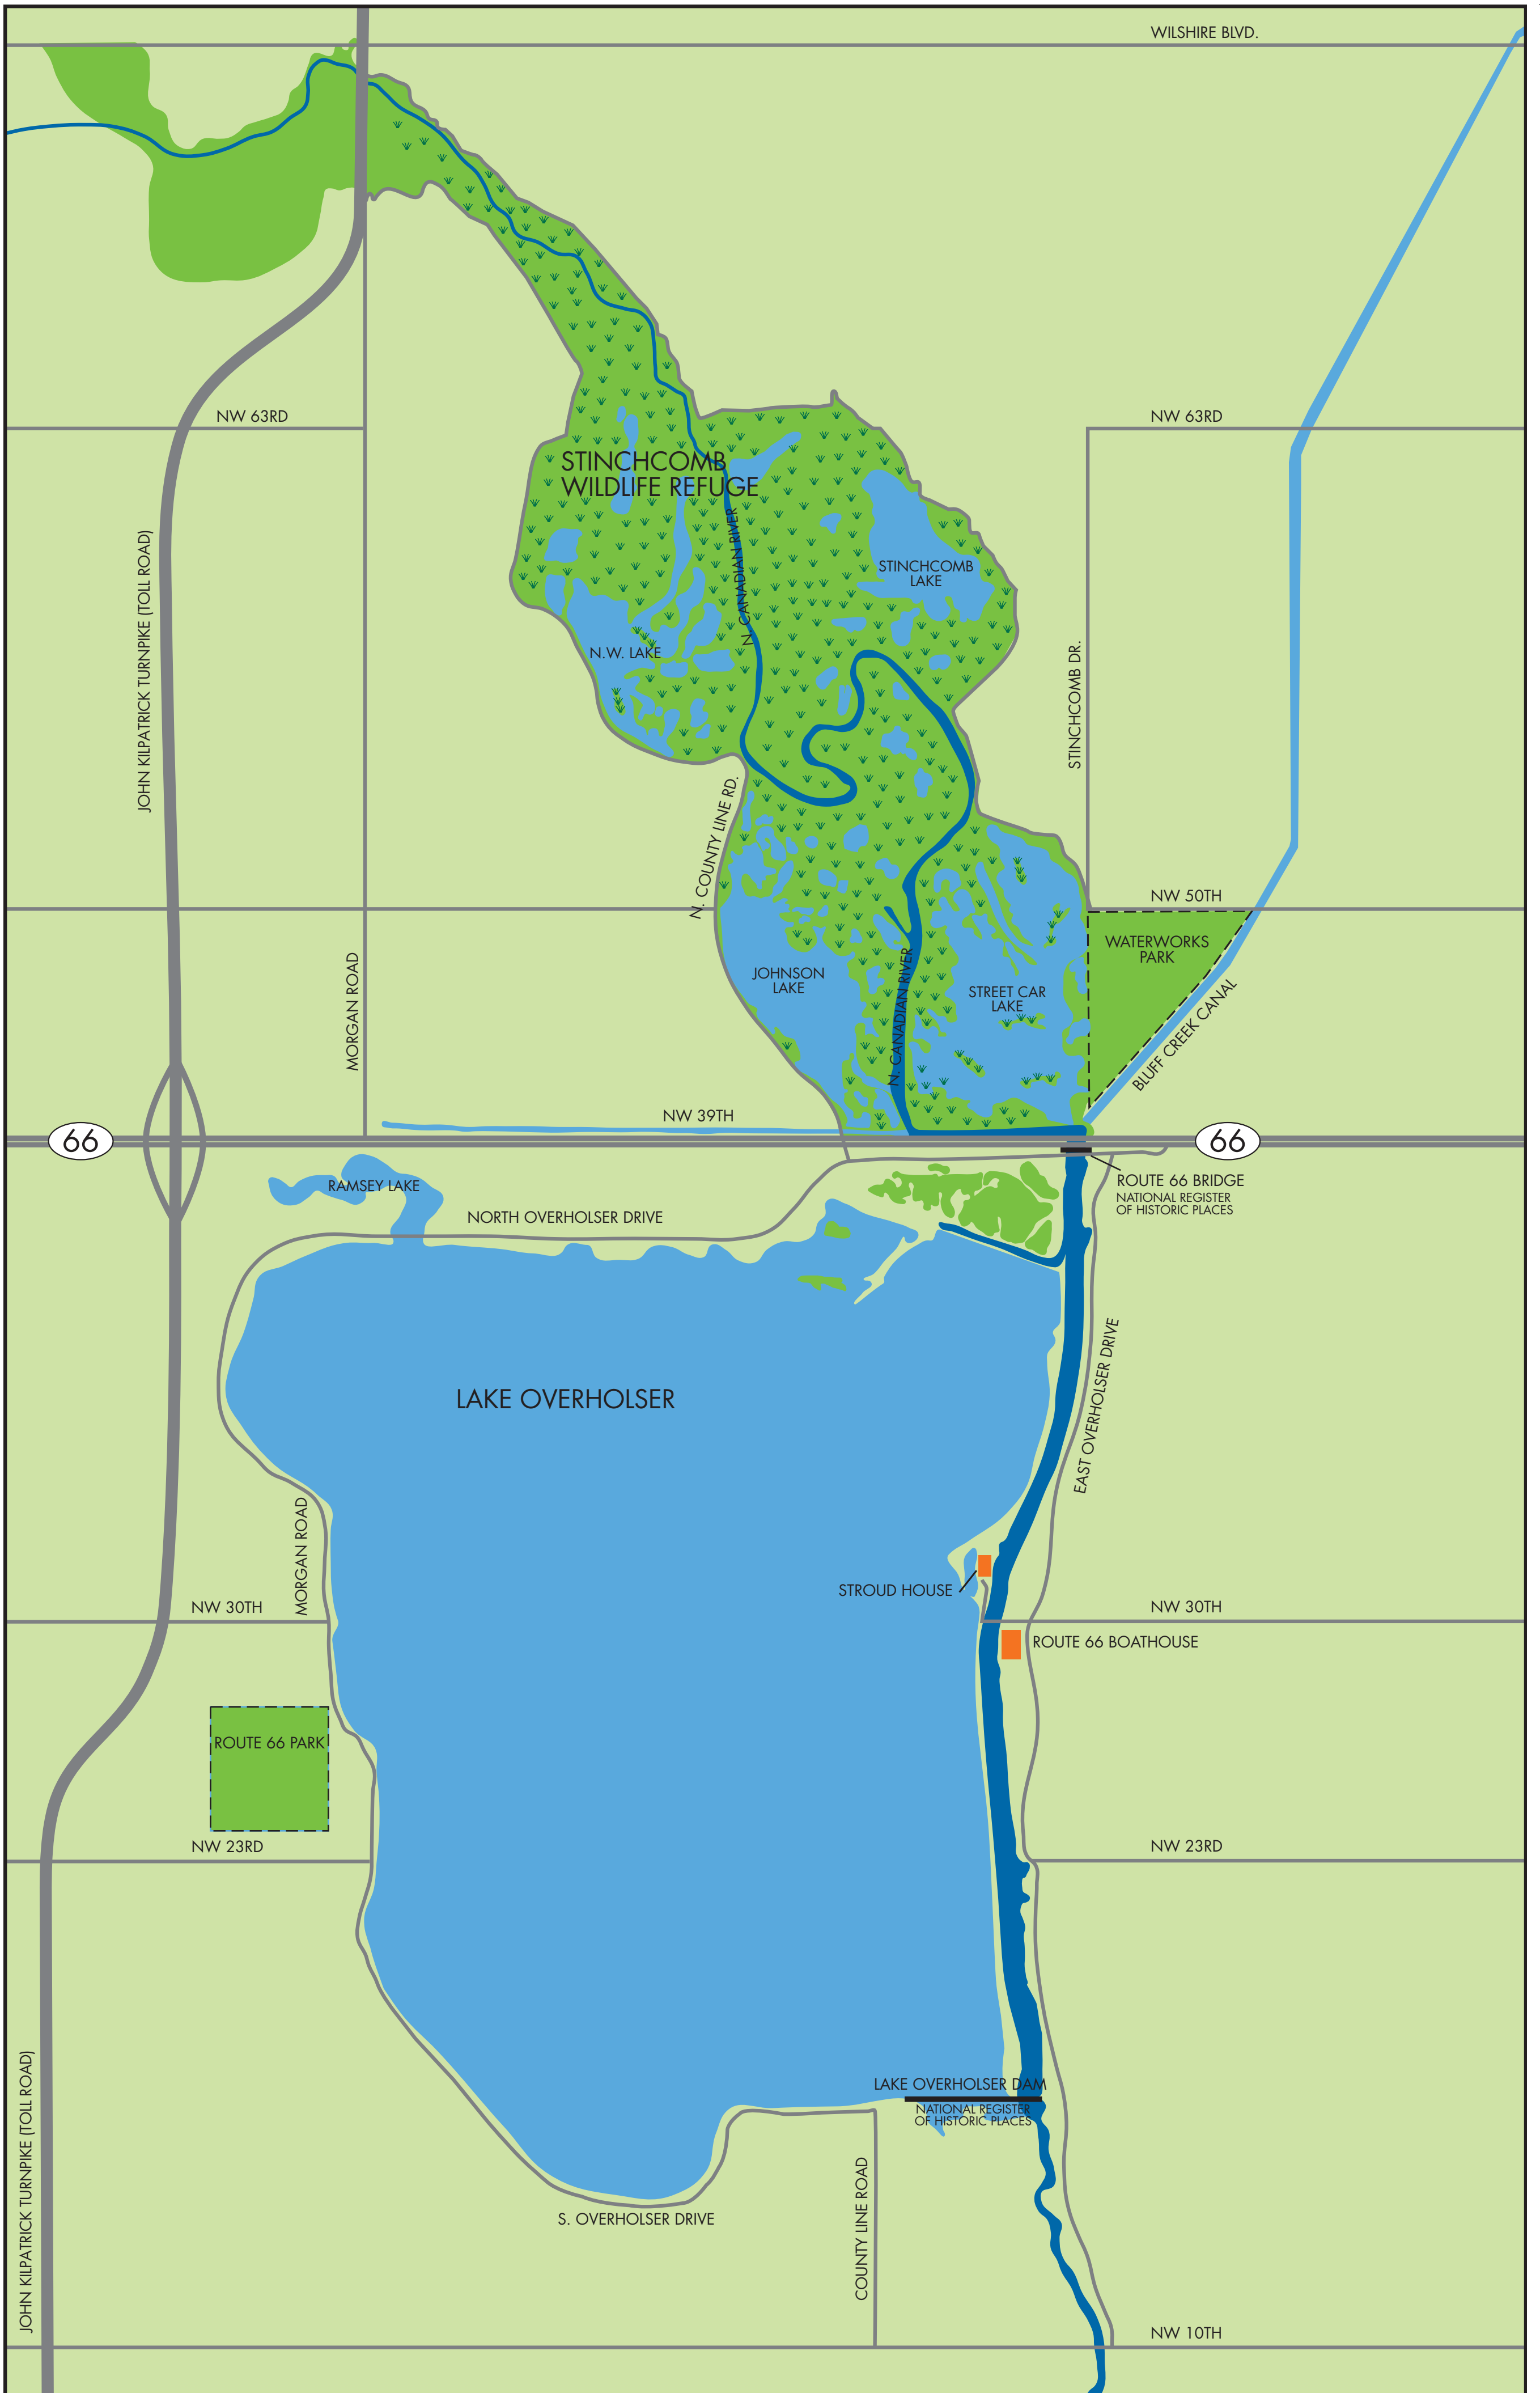 WILSHIRE BLVD.
NW 63RD
NW 63RD
STINCHCOMB
WILDLIFE REFUGE
N. CANADIAN RIVER
STINCHCOMB
LAKE
JOHN KILPATRICK TURNPIKE (TOLL ROAD)
N.W. LAKE
STINCHCOMB DR.
N. COUNTY LINE RD.
NW 50TH
WATERWORKS
PARK
MORGAN ROAD
JOHNSON
LAKE
N. CANADIAN RIVER
STREET CAR
LAKE
BLUFF CREEK CANAL
NW 39TH
66
66
RAMSEY LAKE
ROUTE 66 BRIDGE
NATIONAL REGISTER
OF HISTORIC PLACES
NORTH OVERHOLSER DRIVE
LAKE OVERHOLSER
EAST OVERHOLSER DRIVE
MORGAN ROAD
STROUD HOUSE
NW 30TH
NW 30TH
ROUTE 66 BOATHOUSE
ROUTE 66 PARK
NW 23RD
NW 23RD
LAKE OVERHOLSER DAM
NATIONAL REGISTER
OF HISTORIC PLACES
JOHN KILPATRICK TURNPIKE (TOLL ROAD)
S. OVERHOLSER DRIVE
COUNTY LINE ROAD
NW 10TH